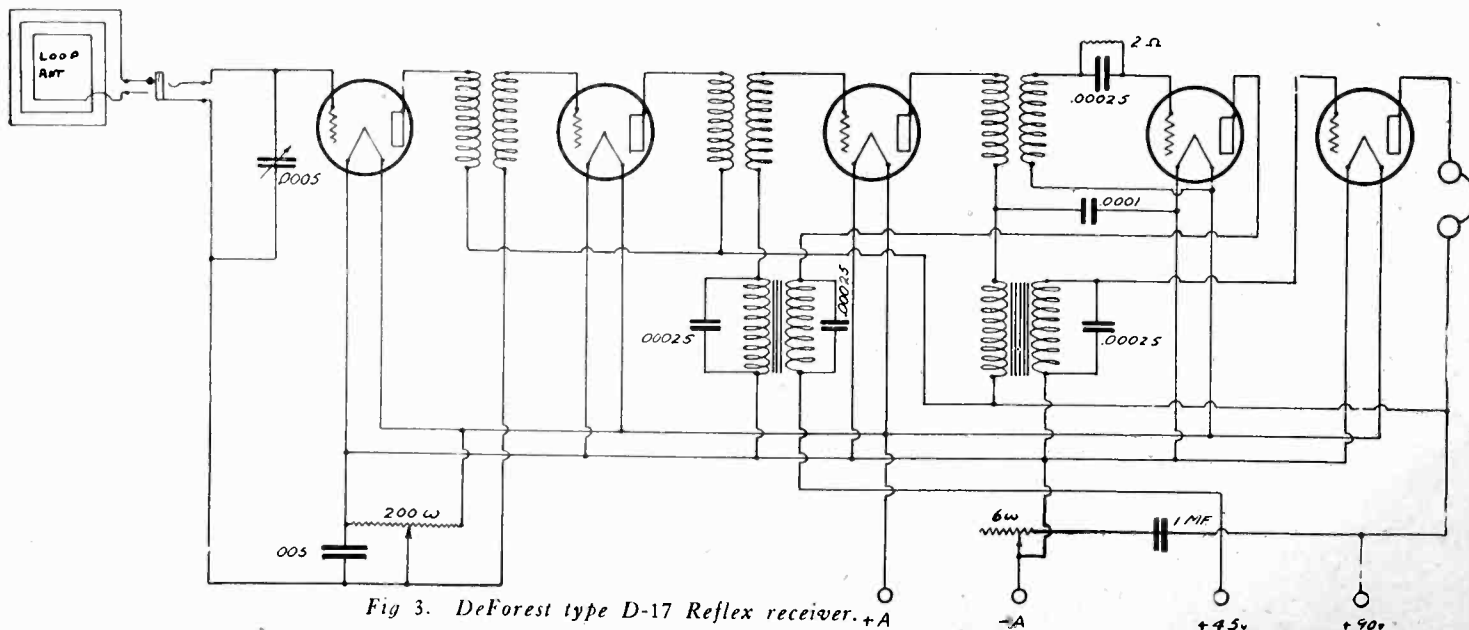 LOOP
ANT
.0005
2 Ω
.00025
.0001
.00025
.00025
.00025
200 ω
005
6ω
1 MF.
Fig 3. DeForest type D-17 Reflex receiver.
+A
-A
+45v
+90v